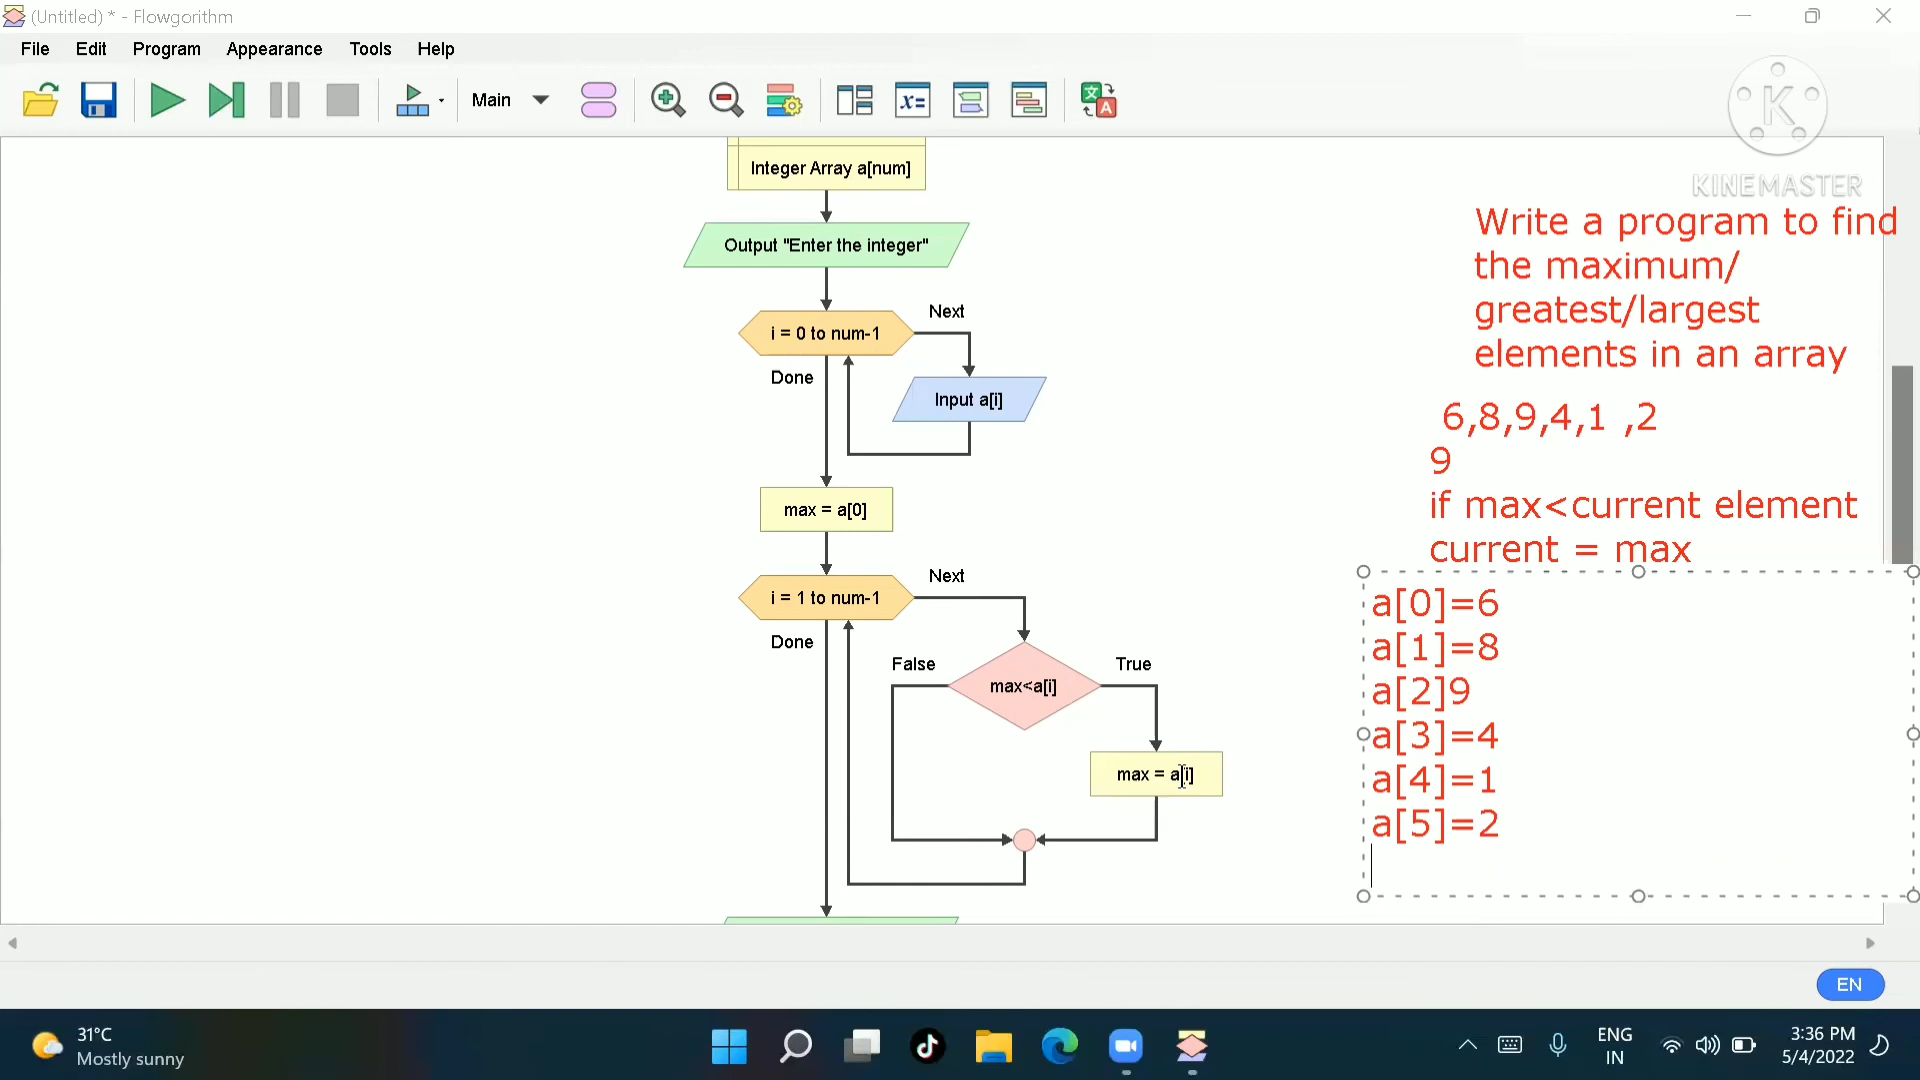 (Untitled) * - Flowgorithm
File Edit Program Appearance Tools Help
Main
x=
文 A
K
KINEMASTER
Integer Array a[num]
Output "Enter the integer"
Next
i = 0 to num-1
Done
Input a[i]
max = a[0]
Next
i = 1 to num-1
Done
False
True
max<a[i]
max = a[i]
Write a program to find
the maximum/
greatest/largest
elements in an array
6,8,9,4,1 ,2
9
if max<current element
current = max
a[0]=6
a[1]=8
a[2]9
a[3]=4
a[4]=1
a[5]=2
EN
31°C
Mostly sunny
ENG
IN
3:36 PM
5/4/2022